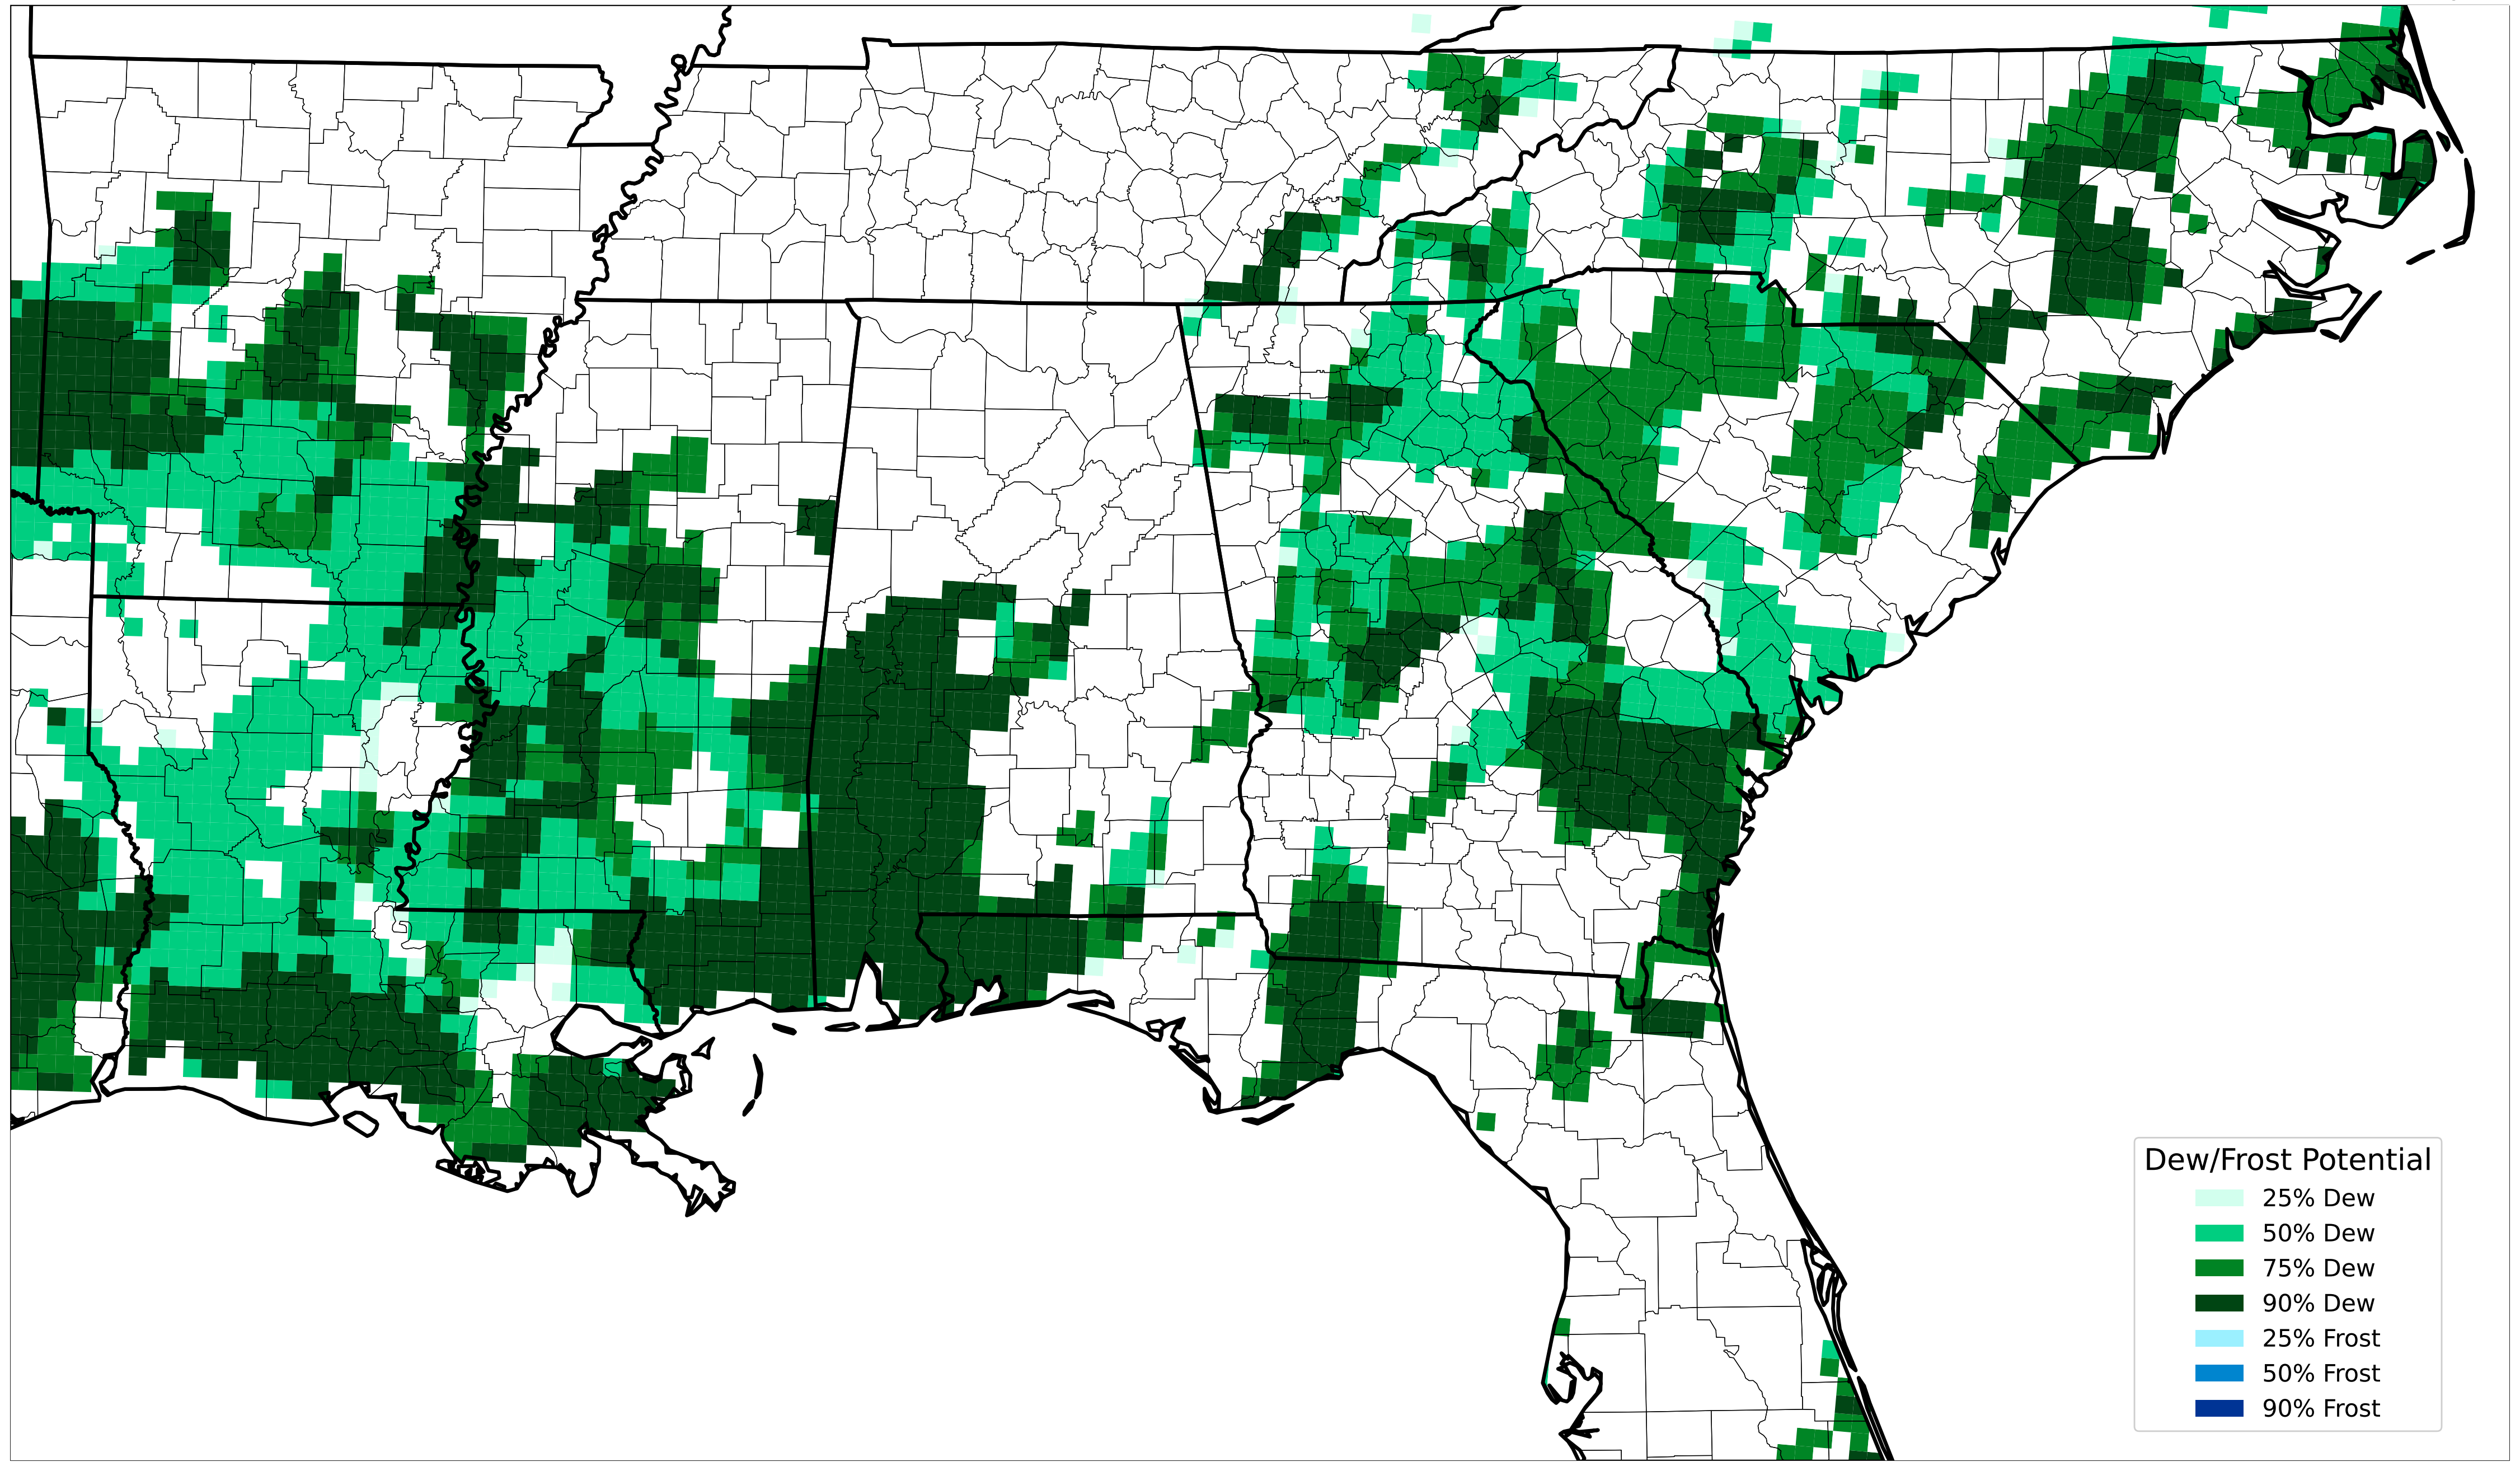 Dew/Frost Potential
25% Dew
50% Dew
75% Dew
90% Dew
25% Frost
50% Frost
90% Frost